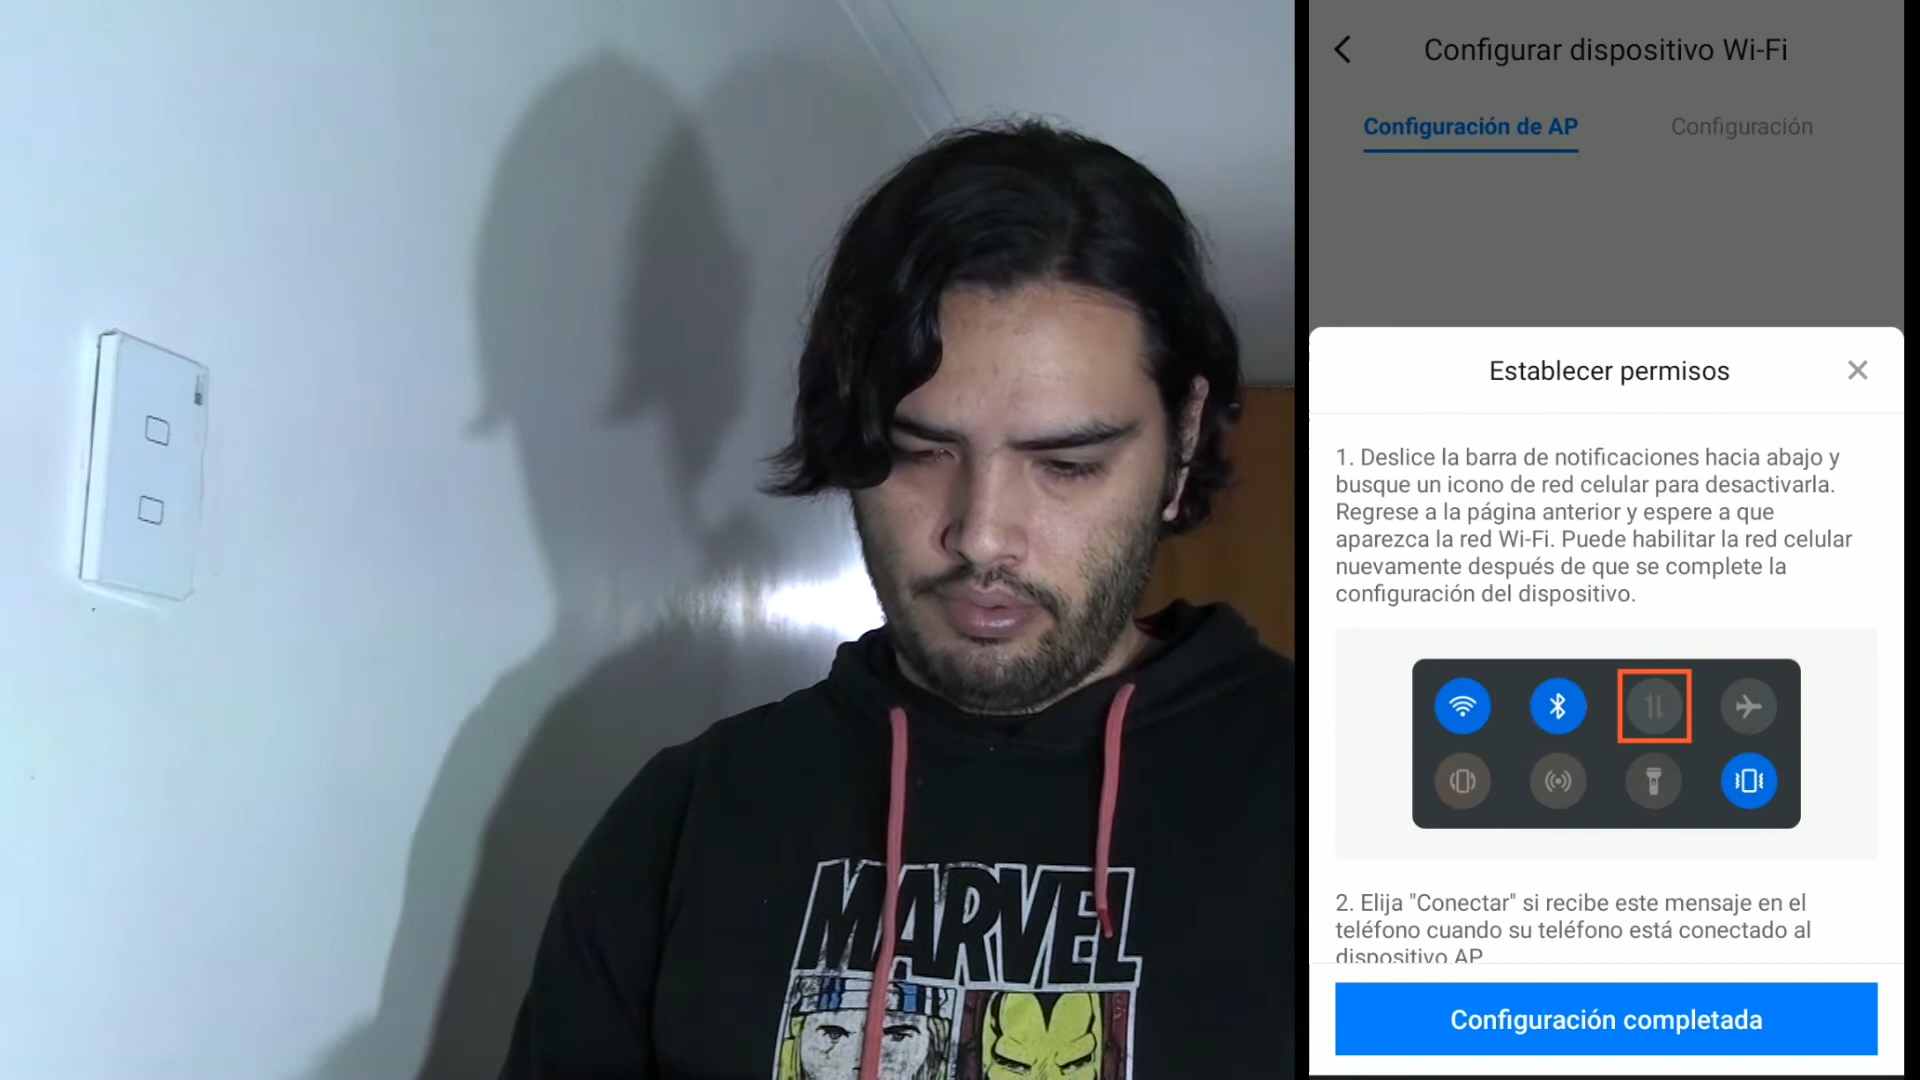 Configurar dispositivo Wi-Fi
Configuración de AP
Configuración
Establecer permisos
1. Deslice la barra de notificaciones hacia abajo y
busque un icono de red celular para desactivarla.
Regrese a la página anterior y espere a que
aparezca la red Wi-Fi. Puede habilitar la red celular
nuevamente después de que se complete la
configuración del dispositivo.
2. Elija "Conectar" si recibe este mensaje en el
teléfono cuando su teléfono está conectado al
dispositivo AP
Configuración completada
MARVEL